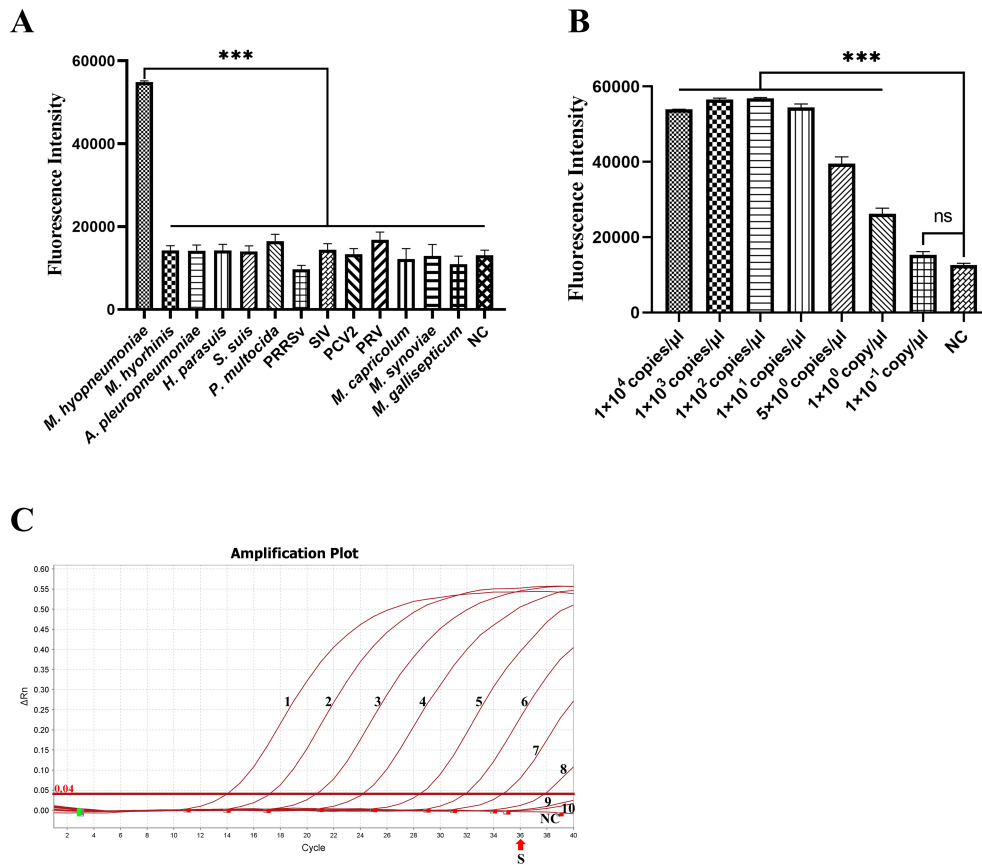 A
***
60000
40000
20000
0
Fluorescence Intensity
M. hyopneumoniae
M. hyorhinis
A. pleuropneumoniae
H. parasuis
S. suis
P. multocida
PRRSv
SIV
PCV2
PRV
M. capricolum
M. synoviae
M. gallisepticum
NC
B
***
ns
60000
40000
20000
0
Fluorescence Intensity
1×10⁴ copies/µl
1×10³ copies/µl
1×10² copies/µl
1×10¹ copies/µl
5×10⁰ copies/µl
1×10⁰ copy/µl
1×10⁻¹ copy/µl
NC
C
Amplification Plot
0.60
0.55
0.50
0.45
0.40
0.35
0.30
0.25
0.20
0.15
0.10
0.05
0.00
ΔRn
0.04
1 2 3 4 5 6
7
8
9
10
NC
2 4 6 8 10 12 14 16 18 20 22 24 26 28 30 32 34 36 38 40
Cycle
S